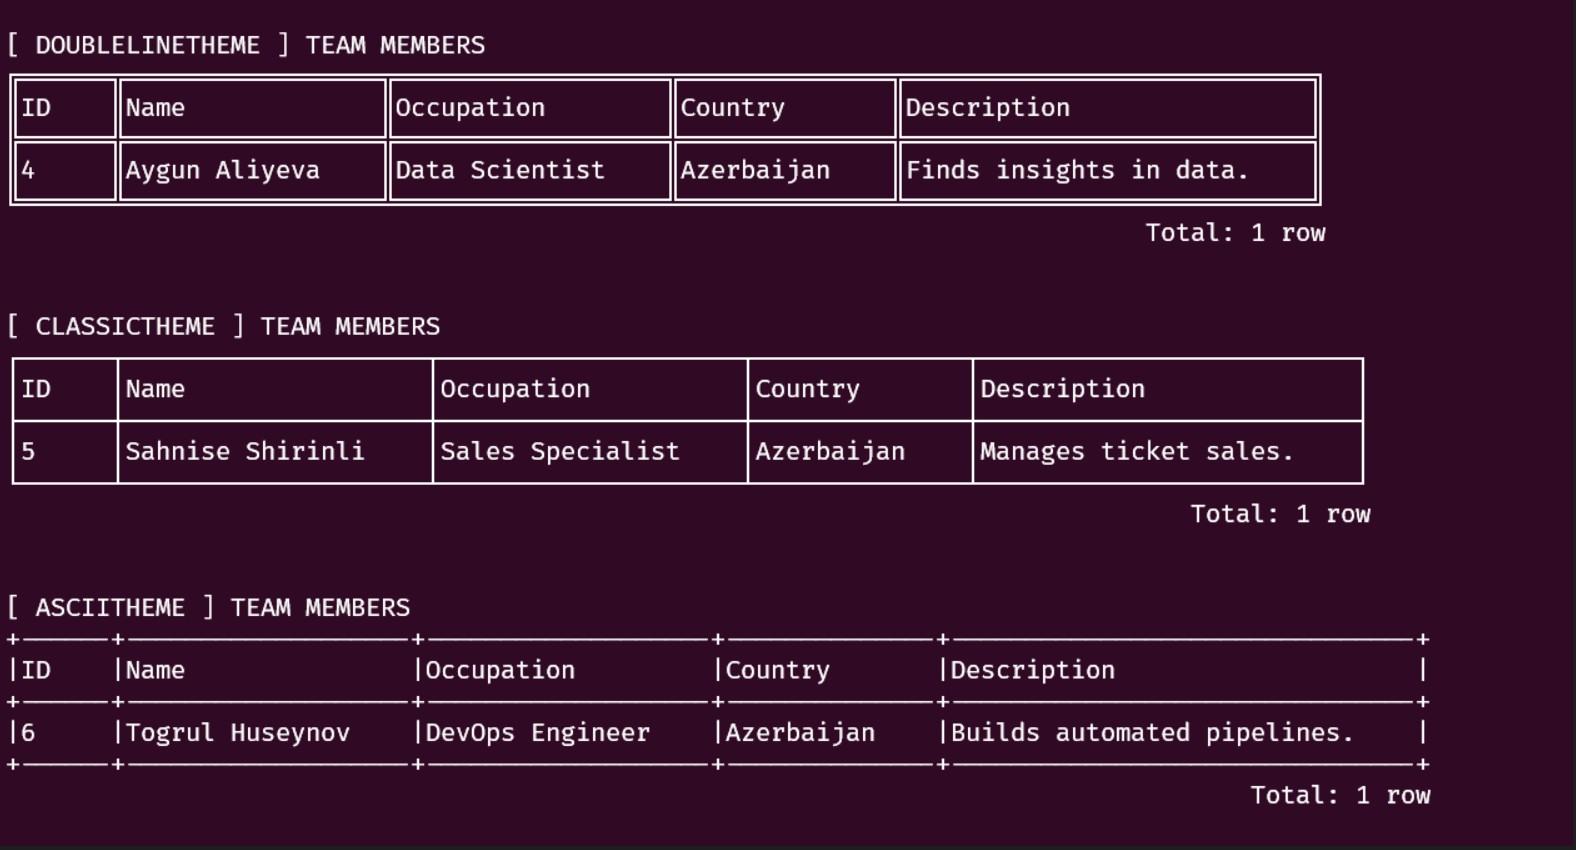 [ DOUBLELINETHEME ] TEAM MEMBERS
ID Name Occupation Country Description
4 Aygun Aliyeva Data Scientist Azerbaijan Finds insights in data.
Total: 1 row
[ CLASSICTHEME ] TEAM MEMBERS
ID Name Occupation Country Description
5 Sahnise Shirinli Sales Specialist Azerbaijan Manages ticket sales.
Total: 1 row
[ ASCIITHEME ] TEAM MEMBERS
+------+-------------------+-------------------+--------------+-------------------------------+
|ID    |Name               |Occupation         |Country       |Description                    |
+------+-------------------+-------------------+--------------+-------------------------------+
|6     |Togrul Huseynov    |DevOps Engineer    |Azerbaijan    |Builds automated pipelines.    |
+------+-------------------+-------------------+--------------+-------------------------------+
Total: 1 row